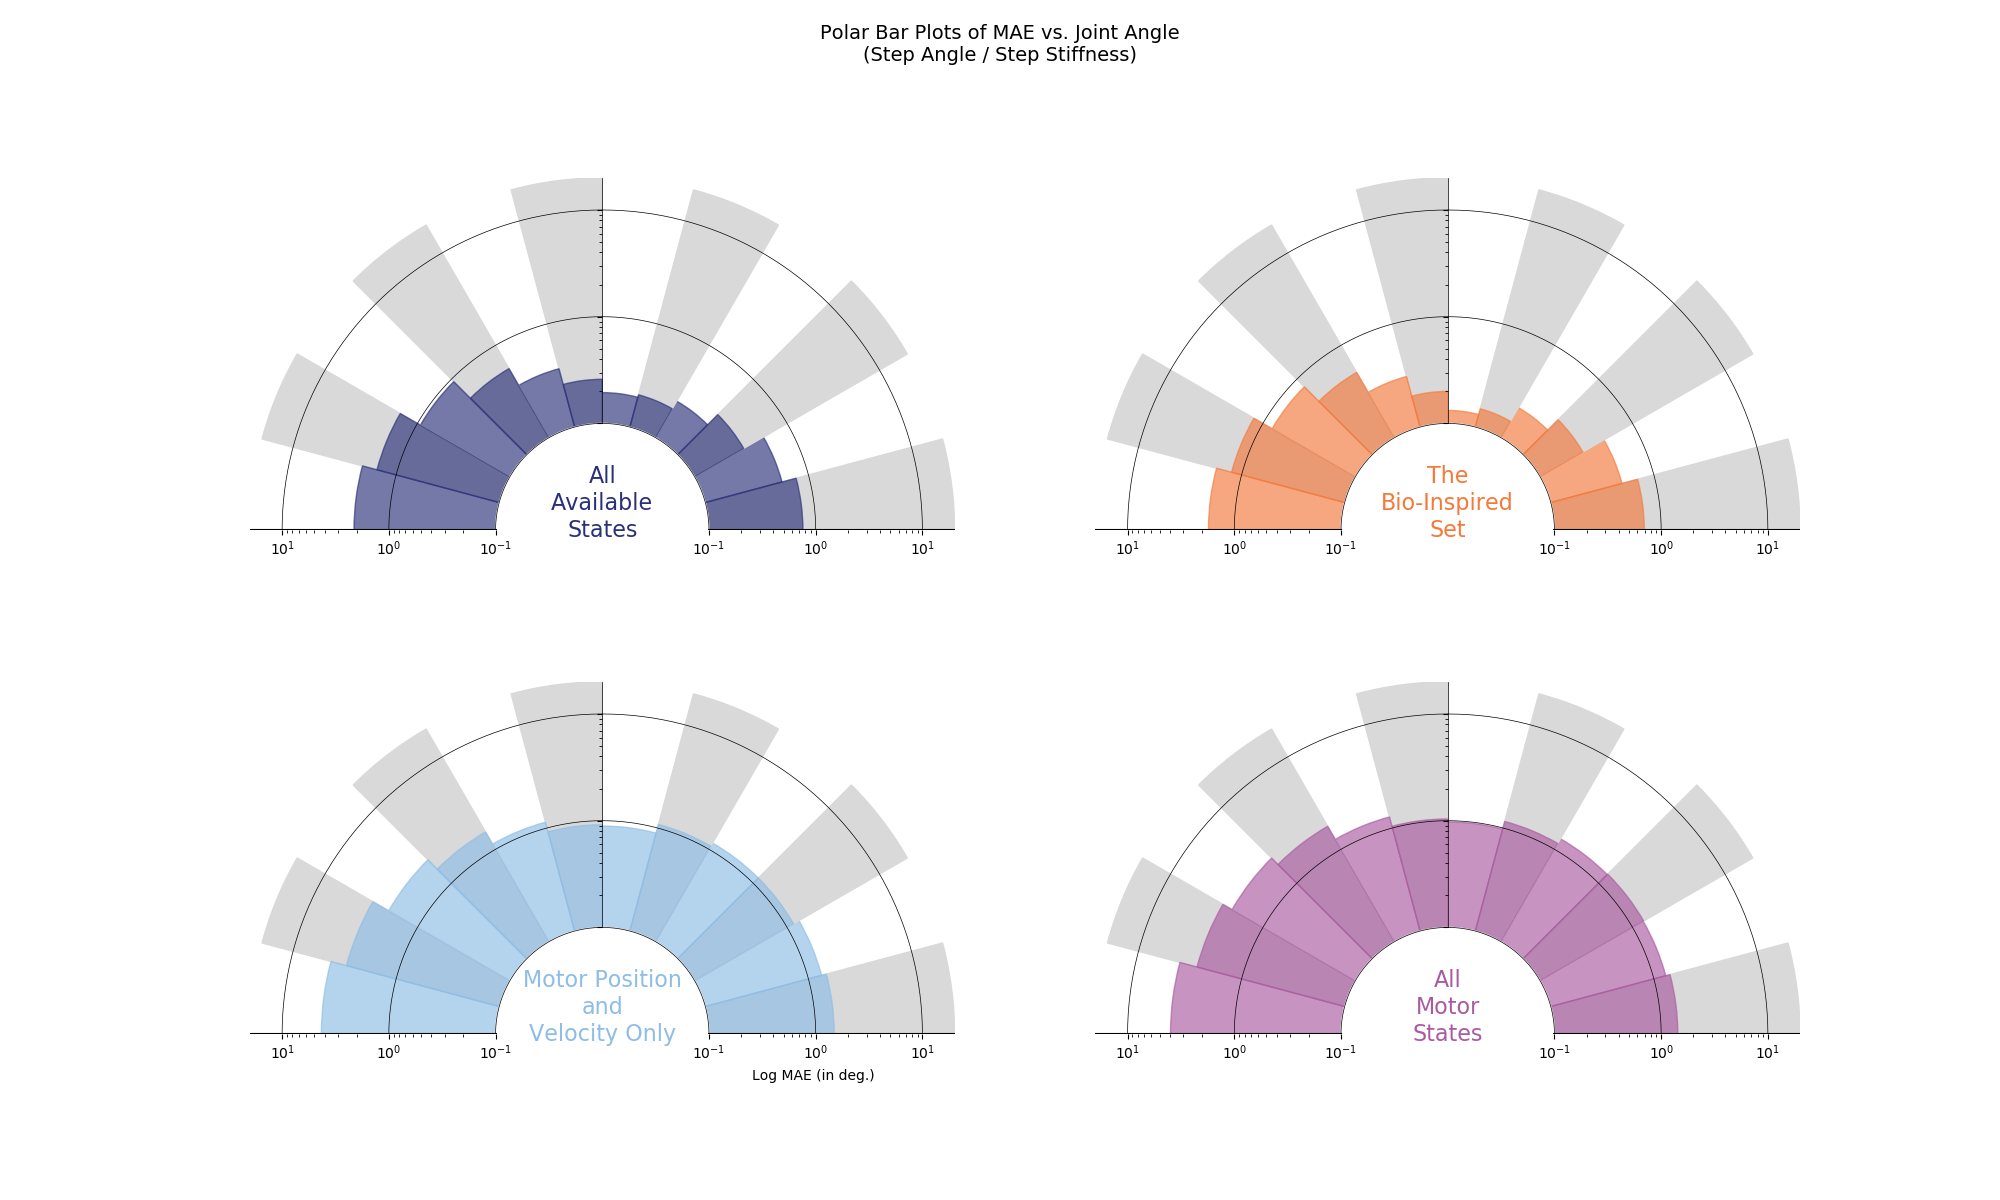 Polar Bar Plots of MAE vs. Joint Angle
(Step Angle / Step Stiffness)
All
Available
States
10¹ 10⁰ 10⁻¹ 10⁻¹ 10⁰ 10¹
The
Bio-Inspired
Set
10¹ 10⁰ 10⁻¹ 10⁻¹ 10⁰ 10¹
Motor Position
and
Velocity Only
10¹ 10⁰ 10⁻¹ 10⁻¹ 10⁰ 10¹
Log MAE (in deg.)
All
Motor
States
10¹ 10⁰ 10⁻¹ 10⁻¹ 10⁰ 10¹